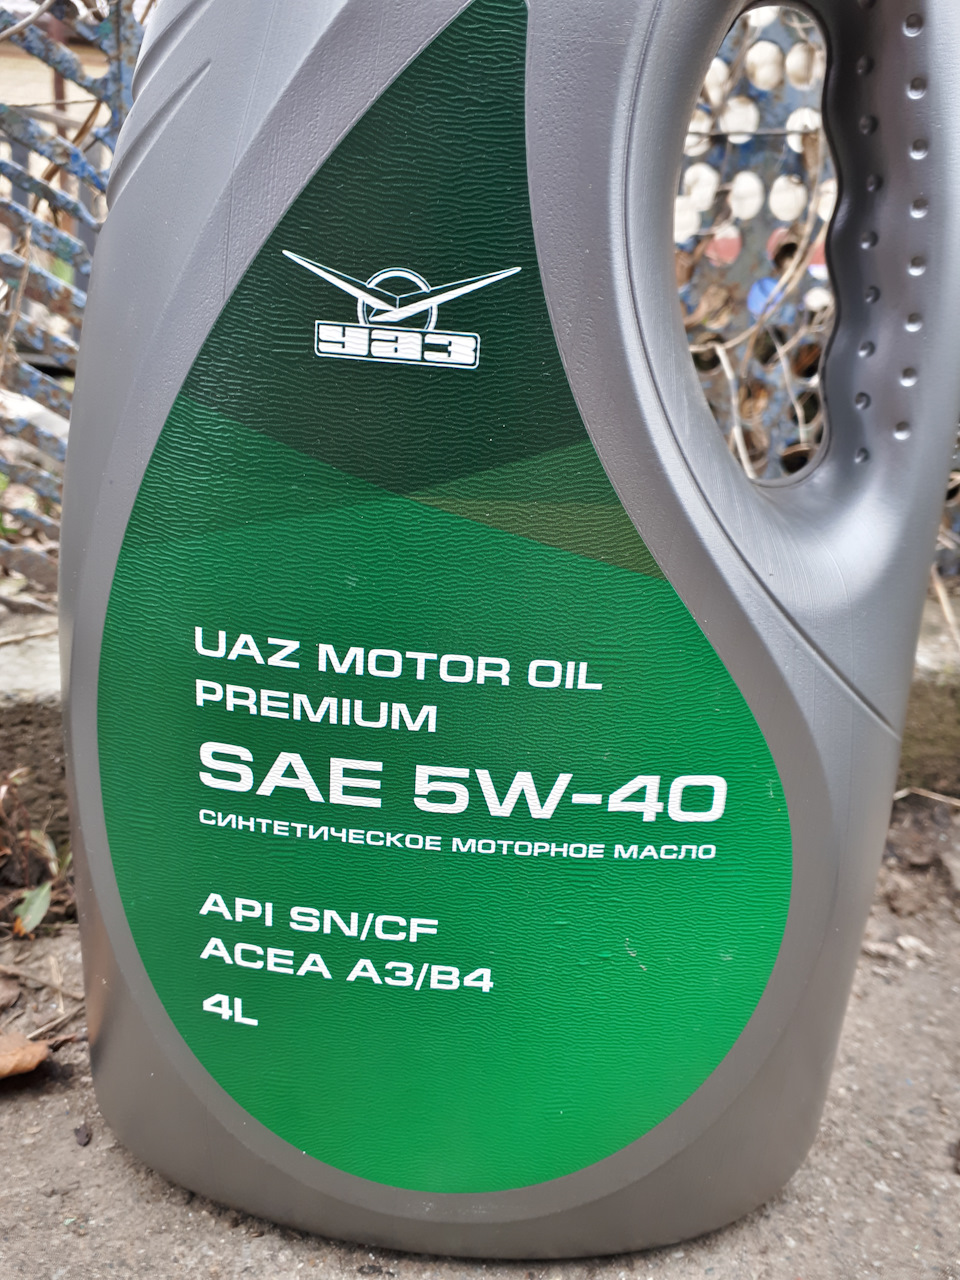 УАЗ
UAZ MOTOR OIL
PREMIUM
SAE 5W-40
СИНТЕТИЧЕСКОЕ МОТОРНОЕ МАСЛО
API SN/CF
ACEA A3/B4
4L